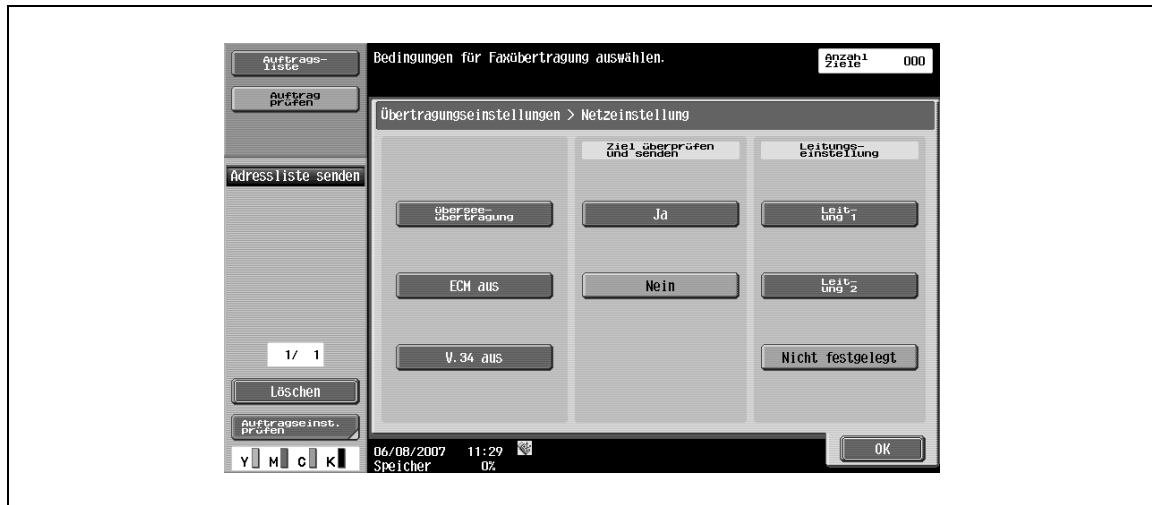 Auftrags-
liste
Auftrag
prüfen
Adressliste senden
1/ 1
Löschen
Auftragseinst.
prüfen
Y M C K
Bedingungen für Faxübertragung auswählen.
Anzahl
Ziele 000
Übertragungseinstellungen > Netzeinstellung
Übersee-
übertragung
ECM aus
V.34 aus
Ziel überprüfen
und senden
Ja
Nein
Leitungs-
einstellung
Leit-
ung 1
Leit-
ung 2
Nicht festgelegt
06/08/2007 11:29
Speicher 0%
OK